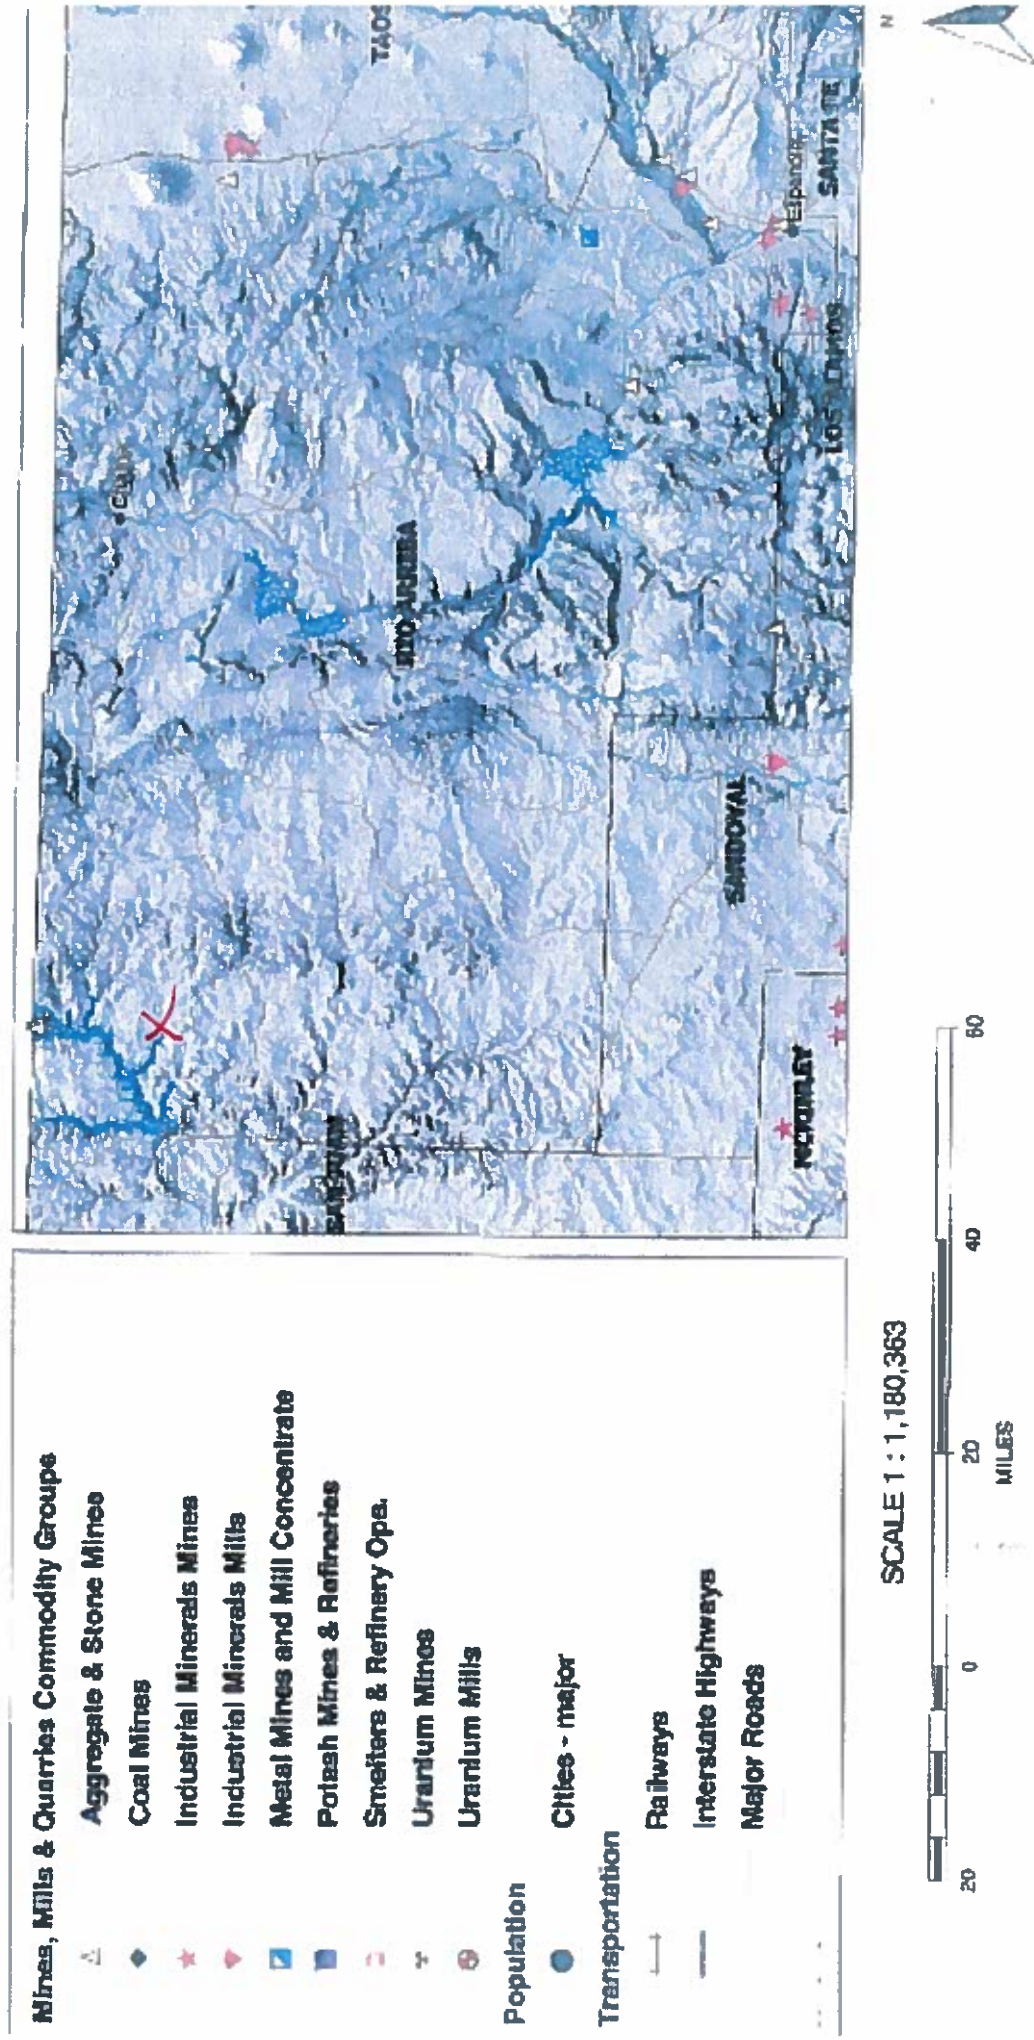 Mines, Mills & Quarries Commodity Groups
Aggregate & Stone Mines
Coal Mines
Industrial Minerals Mines
Industrial Minerals Mills
Metal Mines and Mill Concentrate
Potash Mines & Refineries
Smelters & Refinery Ops.
Uranium Mines
Uranium Mills
Population
Cities - major
Transportation
Railways
Interstate Highways
Major Roads
TAOS
RIO ARRIBA
SAN JUAN
SANDOVAL
MCKINLEY
LOS ALAMOS
SANTA FE
Espanola
X
N
SCALE 1 : 1,180,363
20 0 20 40 60
MILES